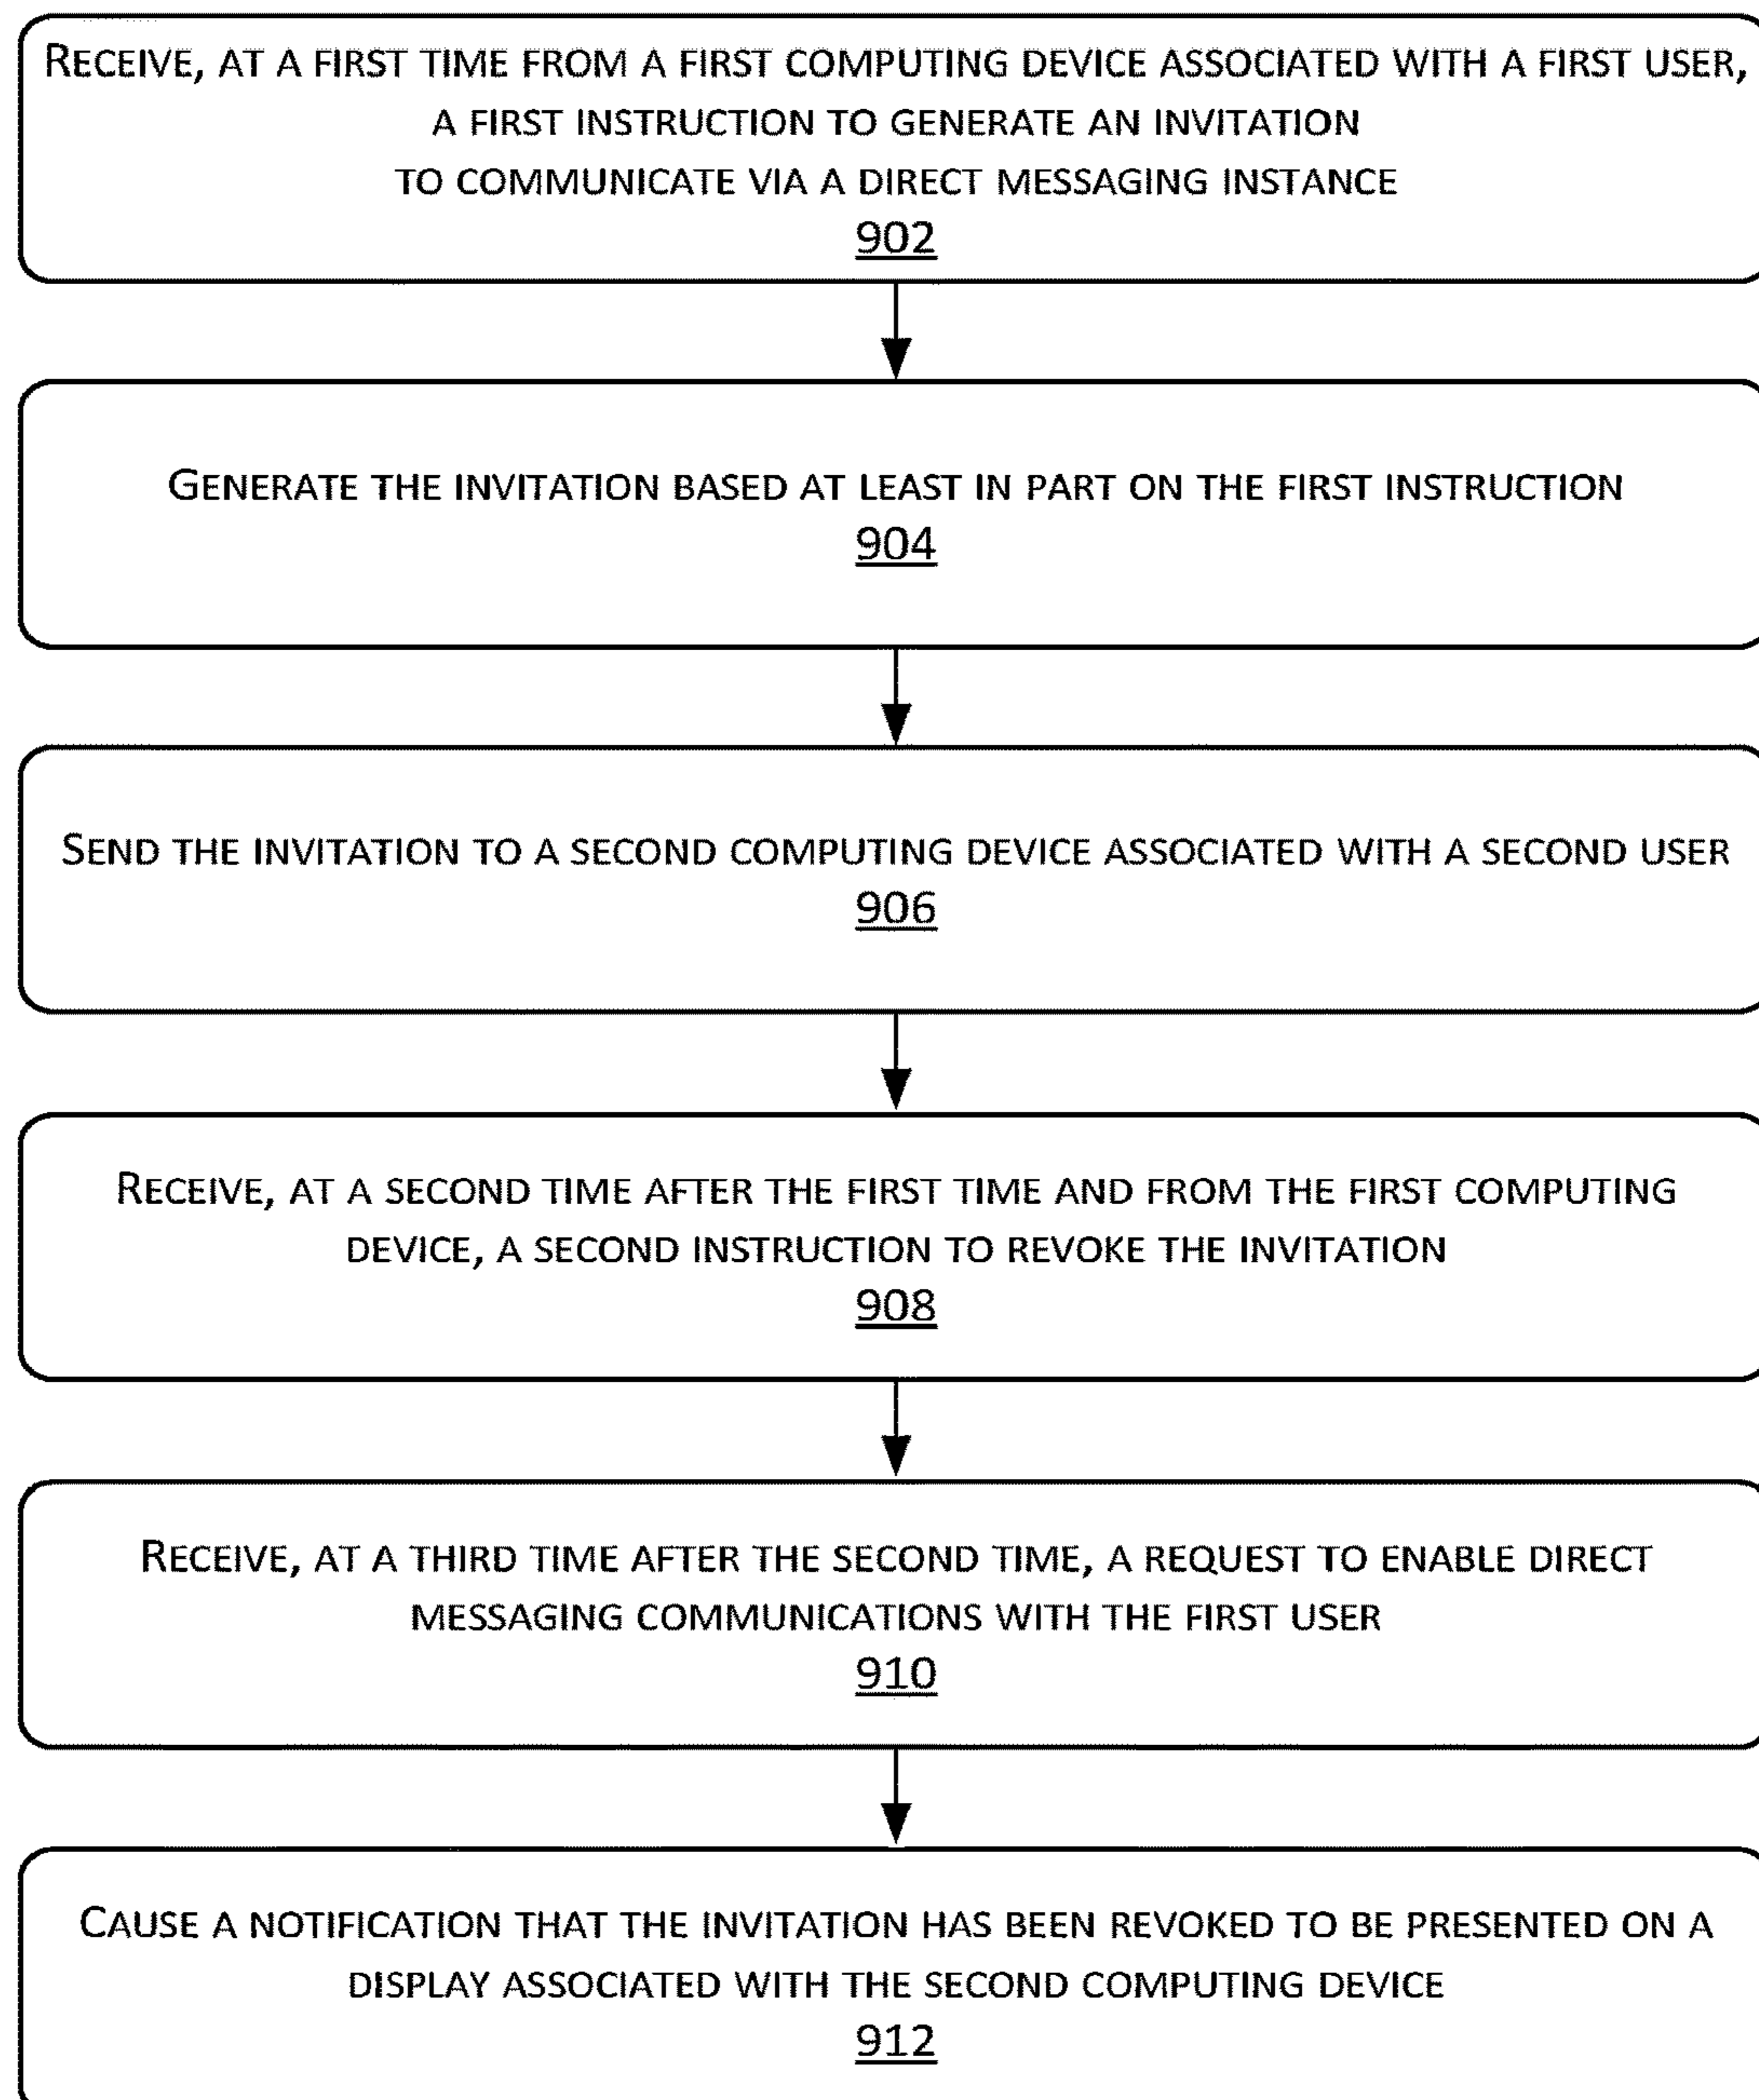 RECEIVE, AT A FIRST TIME FROM A FIRST COMPUTING DEVICE ASSOCIATED WITH A FIRST USER,
A FIRST INSTRUCTION TO GENERATE AN INVITATION
TO COMMUNICATE VIA A DIRECT MESSAGING INSTANCE
902
GENERATE THE INVITATION BASED AT LEAST IN PART ON THE FIRST INSTRUCTION
904
SEND THE INVITATION TO A SECOND COMPUTING DEVICE ASSOCIATED WITH A SECOND USER
906
RECEIVE, AT A SECOND TIME AFTER THE FIRST TIME AND FROM THE FIRST COMPUTING
DEVICE, A SECOND INSTRUCTION TO REVOKE THE INVITATION
908
RECEIVE, AT A THIRD TIME AFTER THE SECOND TIME, A REQUEST TO ENABLE DIRECT
MESSAGING COMMUNICATIONS WITH THE FIRST USER
910
CAUSE A NOTIFICATION THAT THE INVITATION HAS BEEN REVOKED TO BE PRESENTED ON A
DISPLAY ASSOCIATED WITH THE SECOND COMPUTING DEVICE
912